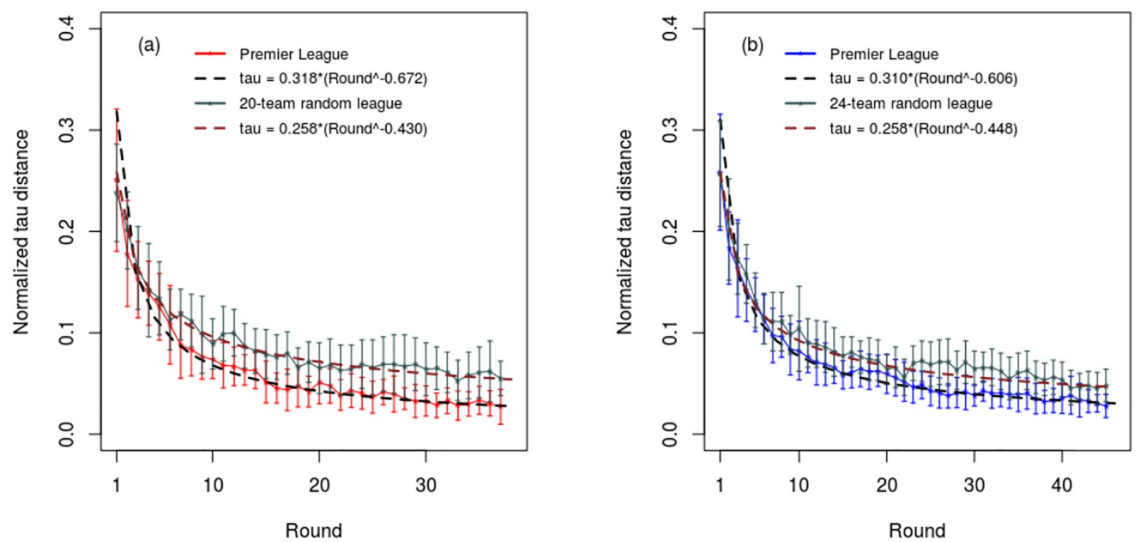 (a)
Premier League
tau = 0.318*(Round^-0.672)
20-team random league
tau = 0.258*(Round^-0.430)
Normalized tau distance
0.4
0.3
0.2
0.1
0.0
1 10 20 30
Round
(b)
Premier League
tau = 0.310*(Round^-0.606)
24-team random league
tau = 0.258*(Round^-0.448)
Normalized tau distance
0.4
0.3
0.2
0.1
0.0
1 10 20 30 40
Round